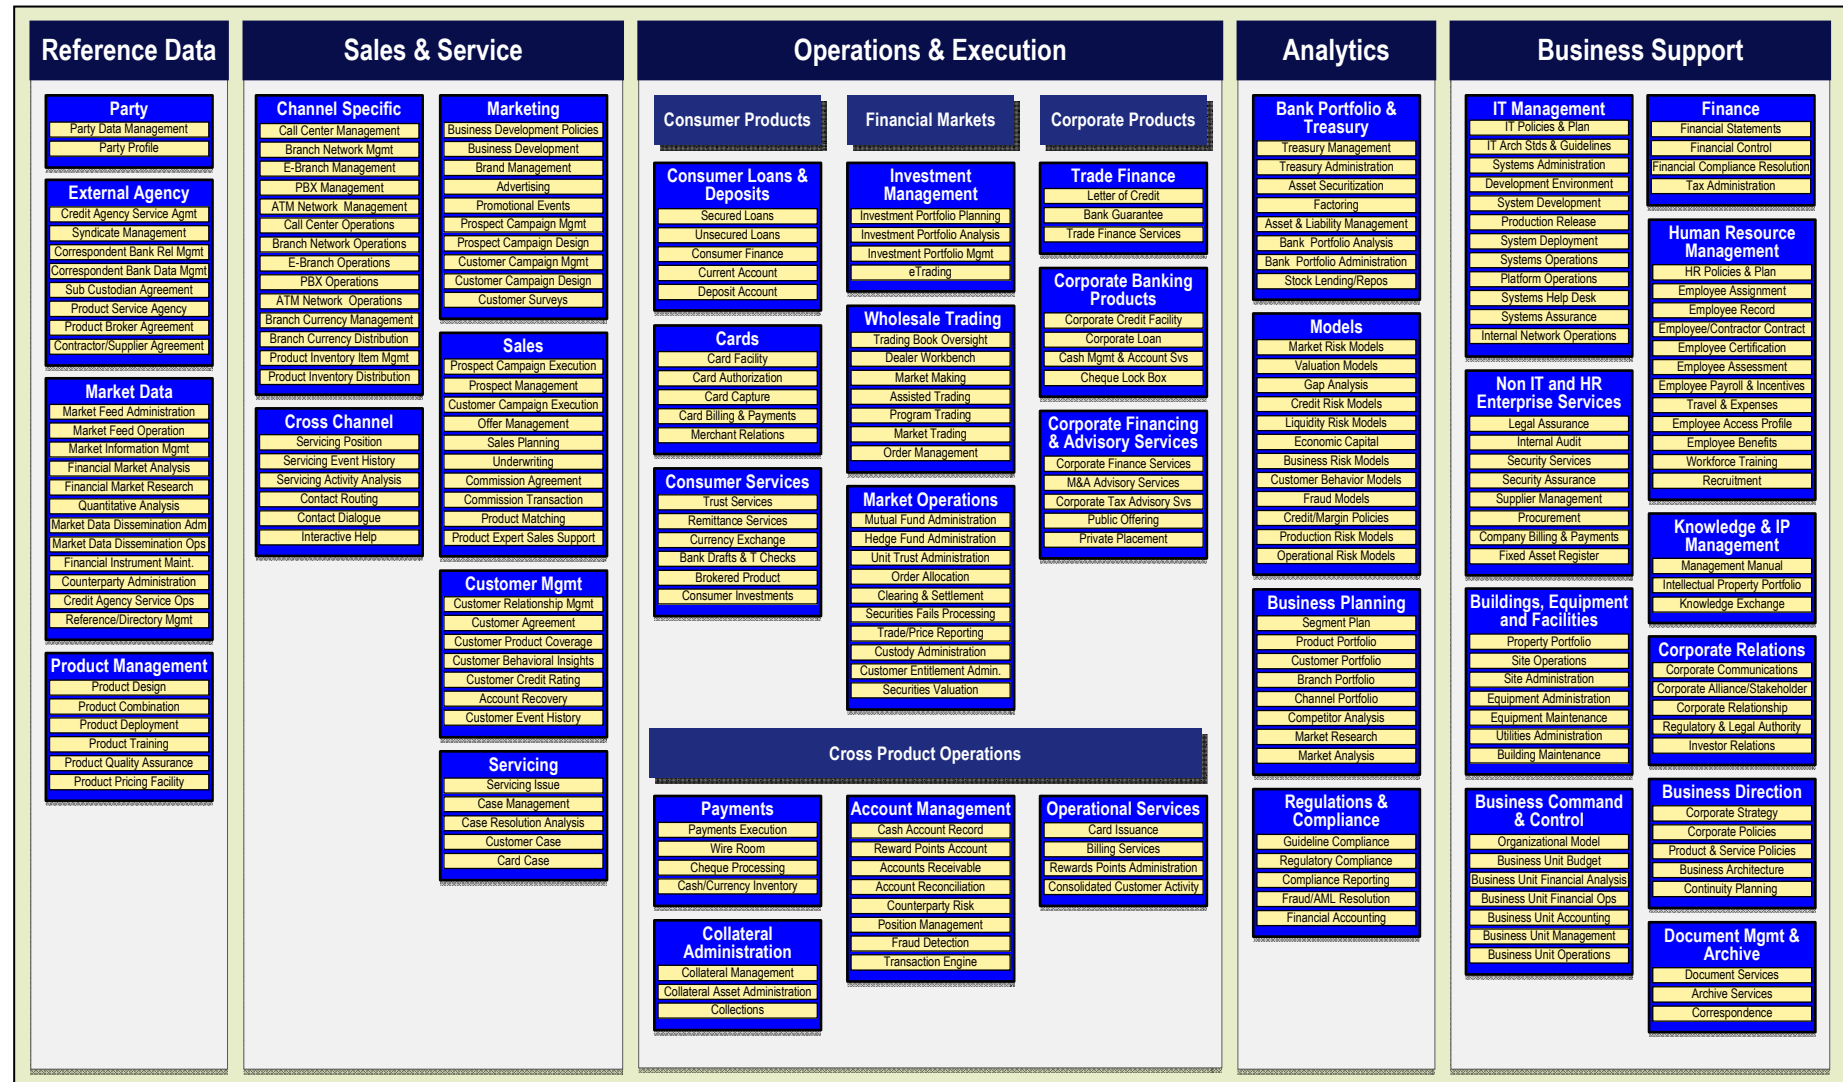 Reference Data
Party
Party Data Management
Party Profile
External Agency
Credit Agency Service Agmt
Syndicate Management
Correspondent Bank Rel Mgmt
Correspondent Bank Data Mgmt
Sub Custodian Agreement
Product Service Agency
Product Broker Agreement
Contractor/Supplier Agreement
Market Data
Market Feed Administration
Market Feed Operation
Market Information Mgmt
Financial Market Analysis
Financial Market Research
Quantitative Analysis
Market Data Dissemination Adm
Market Data Dissemination Ops
Financial Instrument Maint.
Counterparty Administration
Credit Agency Service Ops
Reference/Directory Mgmt
Product Management
Product Design
Product Combination
Product Deployment
Product Training
Product Quality Assurance
Product Pricing Facility
Sales & Service
Channel Specific
Call Center Management
Branch Network Mgmt
E-Branch Management
PBX Management
ATM Network Management
Call Center Operations
Branch Network Operations
E-Branch Operations
PBX Operations
ATM Network Operations
Branch Currency Management
Branch Currency Distribution
Product Inventory Item Mgmt
Product Inventory Distribution
Cross Channel
Servicing Position
Servicing Event History
Servicing Activity Analysis
Contact Routing
Contact Dialogue
Interactive Help
Marketing
Business Development Policies
Business Development
Brand Management
Advertising
Promotional Events
Prospect Campaign Mgmt
Prospect Campaign Design
Customer Campaign Mgmt
Customer Campaign Design
Customer Surveys
Sales
Prospect Campaign Execution
Prospect Management
Customer Campaign Execution
Offer Management
Sales Planning
Underwriting
Commission Agreement
Commission Transaction
Product Matching
Product Expert Sales Support
Customer Mgmt
Customer Relationship Mgmt
Customer Agreement
Customer Product Coverage
Customer Behavioral Insights
Customer Credit Rating
Account Recovery
Customer Event History
Servicing
Servicing Issue
Case Management
Case Resolution Analysis
Customer Case
Card Case
Operations & Execution
Consumer Products
Consumer Loans &
Deposits
Secured Loans
Unsecured Loans
Consumer Finance
Current Account
Deposit Account
Cards
Card Facility
Card Authorization
Card Capture
Card Billing & Payments
Merchant Relations
Consumer Services
Trust Services
Remittance Services
Currency Exchange
Bank Drafts & T Checks
Brokered Product
Consumer Investments
Financial Markets
Investment
Management
Investment Portfolio Planning
Investment Portfolio Analysis
Investment Portfolio Mgmt
eTrading
Wholesale Trading
Trading Book Oversight
Dealer Workbench
Market Making
Assisted Trading
Program Trading
Market Trading
Order Management
Market Operations
Mutual Fund Administration
Hedge Fund Administration
Unit Trust Administration
Order Allocation
Clearing & Settlement
Securities Fails Processing
Trade/Price Reporting
Custody Administration
Customer Entitlement Admin.
Securities Valuation
Corporate Products
Trade Finance
Letter of Credit
Bank Guarantee
Trade Finance Services
Corporate Banking
Products
Corporate Credit Facility
Corporate Loan
Cash Mgmt & Account Svs
Cheque Lock Box
Corporate Financing
& Advisory Services
Corporate Finance Services
M&A Advisory Services
Corporate Tax Advisory Svs
Public Offering
Private Placement
Cross Product Operations
Payments
Payments Execution
Wire Room
Cheque Processing
Cash/Currency Inventory
Collateral
Administration
Collateral Management
Collateral Asset Administration
Collections
Account Management
Cash Account Record
Reward Points Account
Accounts Receivable
Account Reconciliation
Counterparty Risk
Position Management
Fraud Detection
Transaction Engine
Operational Services
Card Issuance
Billing Services
Rewards Points Administration
Consolidated Customer Activity
Analytics
Bank Portfolio &
Treasury
Treasury Management
Treasury Administration
Asset Securitization
Factoring
Asset & Liability Management
Bank Portfolio Analysis
Bank Portfolio Administration
Stock Lending/Repos
Models
Market Risk Models
Valuation Models
Gap Analysis
Credit Risk Models
Liquidity Risk Models
Economic Capital
Business Risk Models
Customer Behavior Models
Fraud Models
Credit/Margin Policies
Production Risk Models
Operational Risk Models
Business Planning
Segment Plan
Product Portfolio
Customer Portfolio
Branch Portfolio
Channel Portfolio
Competitor Analysis
Market Research
Market Analysis
Regulations &
Compliance
Guideline Compliance
Regulatory Compliance
Compliance Reporting
Fraud/AML Resolution
Financial Accounting
Business Support
IT Management
IT Policies & Plan
IT Arch Stds & Guidelines
Systems Administration
Development Environment
System Development
Production Release
System Deployment
Systems Operations
Platform Operations
Systems Help Desk
Systems Assurance
Internal Network Operations
Non IT and HR
Enterprise Services
Legal Assurance
Internal Audit
Security Services
Security Assurance
Supplier Management
Procurement
Company Billing & Payments
Fixed Asset Register
Buildings, Equipment
and Facilities
Property Portfolio
Site Operations
Site Administration
Equipment Administration
Equipment Maintenance
Utilities Administration
Building Maintenance
Business Command
& Control
Organizational Model
Business Unit Budget
Business Unit Financial Analysis
Business Unit Financial Ops
Business Unit Accounting
Business Unit Management
Business Unit Operations
Finance
Financial Statements
Financial Control
Financial Compliance Resolution
Tax Administration
Human Resource
Management
HR Policies & Plan
Employee Assignment
Employee Record
Employee/Contractor Contract
Employee Certification
Employee Assessment
Employee Payroll & Incentives
Travel & Expenses
Employee Access Profile
Employee Benefits
Workforce Training
Recruitment
Knowledge & IP
Management
Management Manual
Intellectual Property Portfolio
Knowledge Exchange
Corporate Relations
Corporate Communications
Corporate Alliance/Stakeholder
Corporate Relationship
Regulatory & Legal Authority
Investor Relations
Business Direction
Corporate Strategy
Corporate Policies
Product & Service Policies
Business Architecture
Continuity Planning
Document Mgmt &
Archive
Document Services
Archive Services
Correspondence